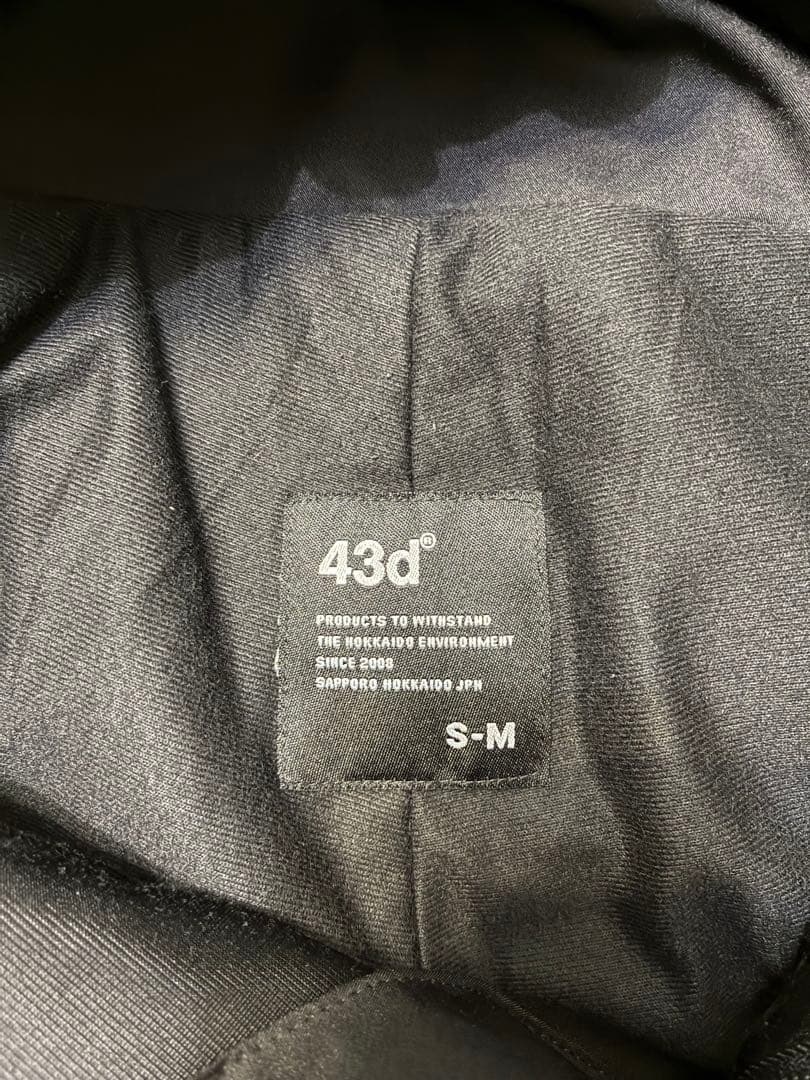 43d®
PRODUCTS TO WITHSTAND
THE HOKKAIDO ENVIRONMENT
SINCE 2008
SAPPORO HOKKAIDO JPN
S-M